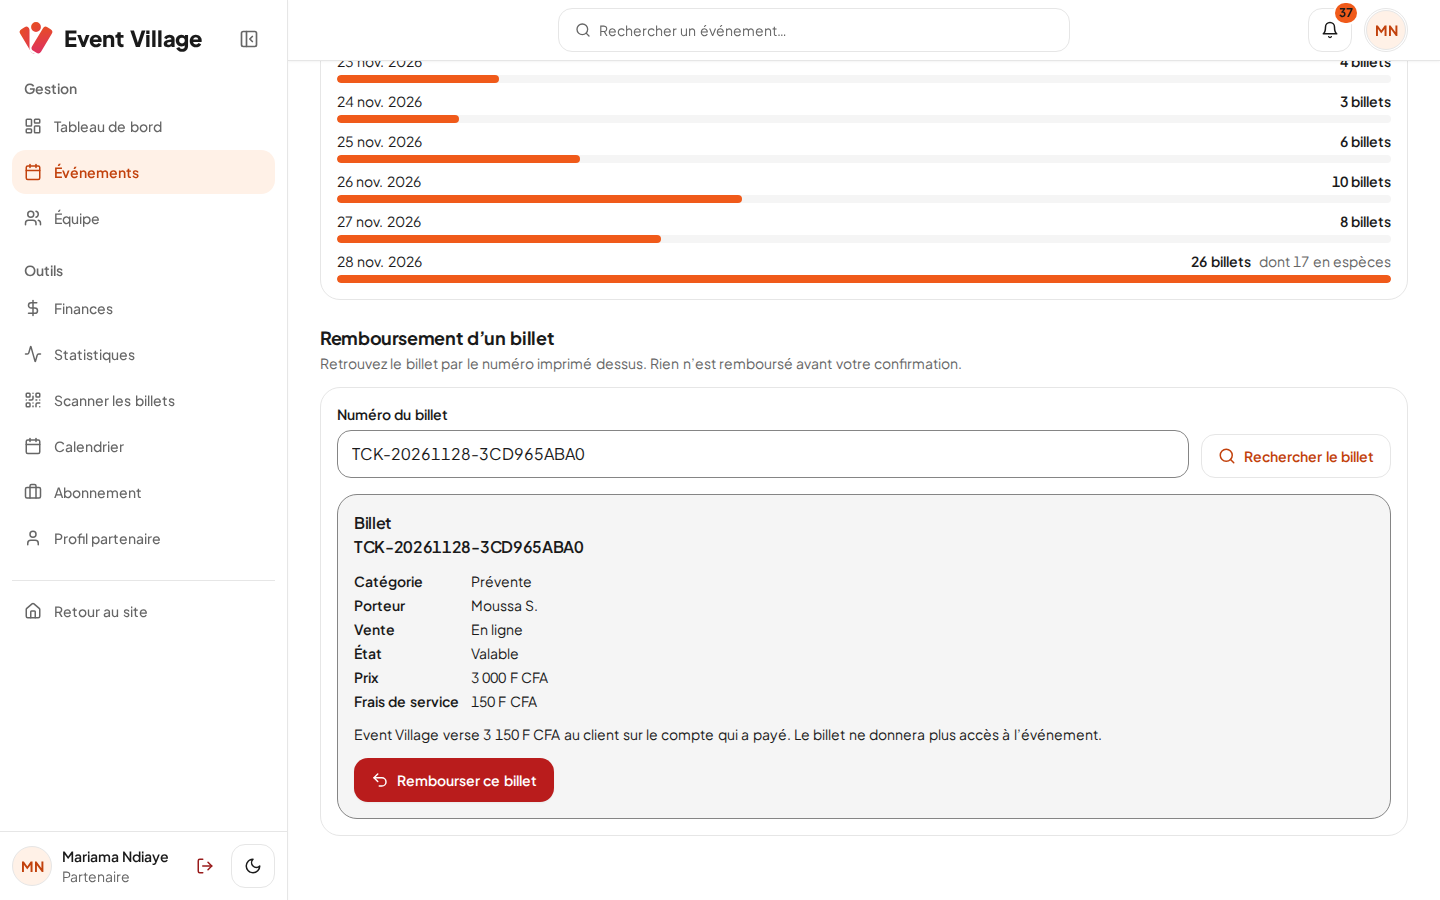 Event Village
Gestion
Tableau de bord
Événements
Équipe
Outils
Finances
Statistiques
Scanner les billets
Calendrier
Abonnement
Profil partenaire
Retour au site
MN
Mariama Ndiaye
Partenaire
Rechercher un événement...
37
MN
23 nov. 2026 4 billets
24 nov. 2026 3 billets
25 nov. 2026 6 billets
26 nov. 2026 10 billets
27 nov. 2026 8 billets
28 nov. 2026 26 billets dont 17 en espèces
Remboursement d’un billet
Retrouvez le billet par le numéro imprimé dessus. Rien n’est remboursé avant votre confirmation.
Numéro du billet
TCK-20261128-3CD965ABA0
Rechercher le billet
Billet
TCK-20261128-3CD965ABA0
Catégorie Prévente
Porteur Moussa S.
Vente En ligne
État Valable
Prix 3 000 F CFA
Frais de service 150 F CFA
Event Village verse 3 150 F CFA au client sur le compte qui a payé. Le billet ne donnera plus accès à l’événement.
Rembourser ce billet